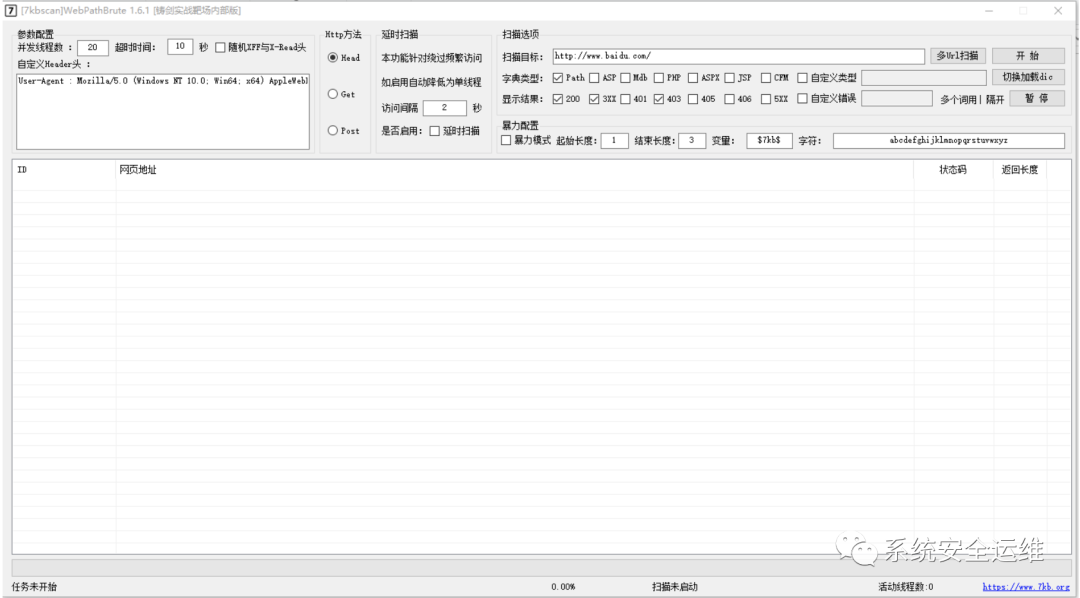 [7kbscan]WebPathBrute 1.6.1 [铸剑实战靶场内部版]
参数配置
并发线程数 : 20 超时时间: 10 秒 随机XFF与X-Read头
自定义Header头 :
User-Agent : Mozilla/5.0 (Windows NT 10.0; Win64; x64) AppleWebl
Http方法
Head
Get
Post
延时扫描
本功能针对绕过频繁访问
如启用自动降低为单线程
访问间隔 2 秒
是否启用: 延时扫描
扫描选项
扫描目标: http://www.baidu.com/ 多Url扫描 开 始
字典类型: Path ASP Mdb PHP ASPX JSP CFM 自定义类型 切换加载dic
显示结果: 200 3XX 401 403 405 406 5XX 自定义错误 多个词用| 隔开 暂 停
暴力配置
暴力模式 起始长度: 1 结束长度: 3 变量: $7kb$ 字符: abcdefghijklmnopqrstuvwxyz
ID 网页地址 状态码 返回长度
系统安全运维
任务未开始 0.00% 扫描未启动 活动线程数:0 https://www.7kb.org